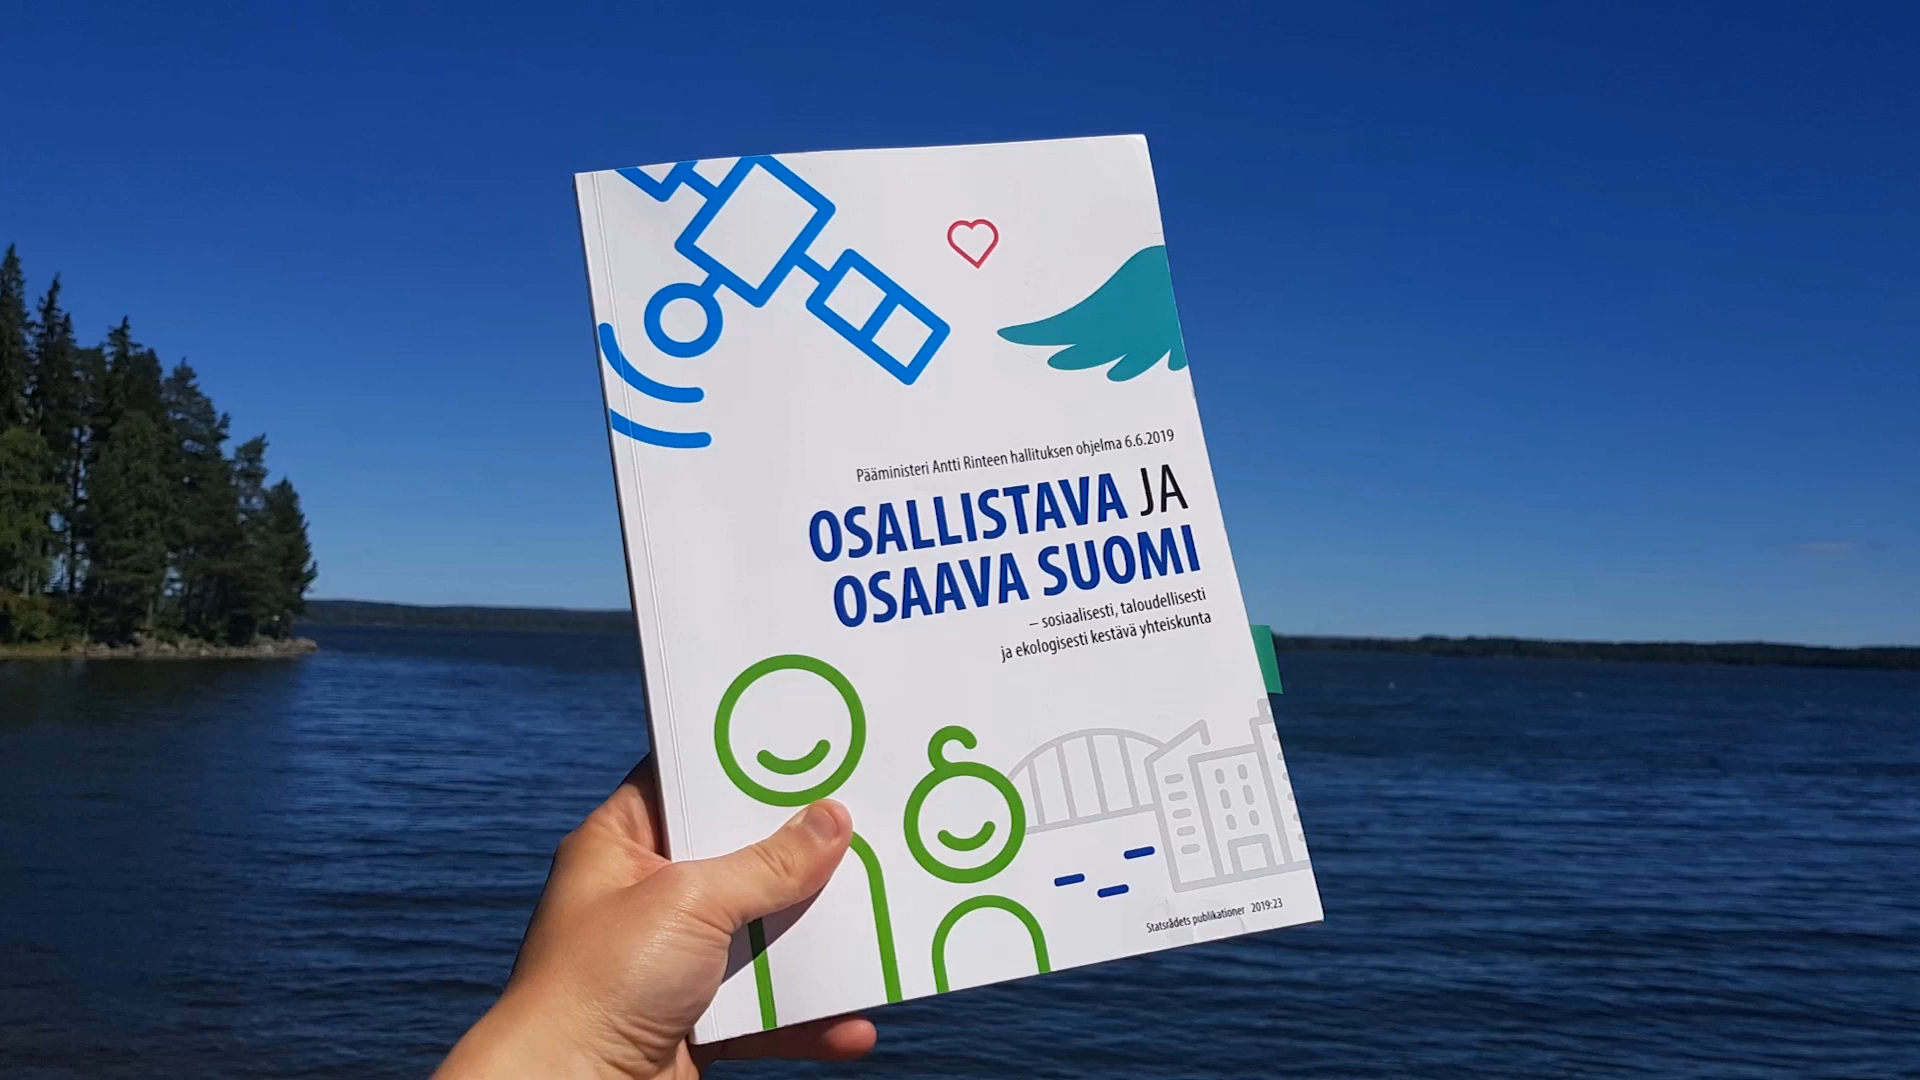 Pääministeri Antti Rinteen hallituksen ohjelma 6.6.2019
OSALLISTAVA JA
OSAAVA SUOMI
– sosiaalisesti, taloudellisesti
ja ekologisesti kestävä yhteiskunta
Statsrådets publikationer 2019:23